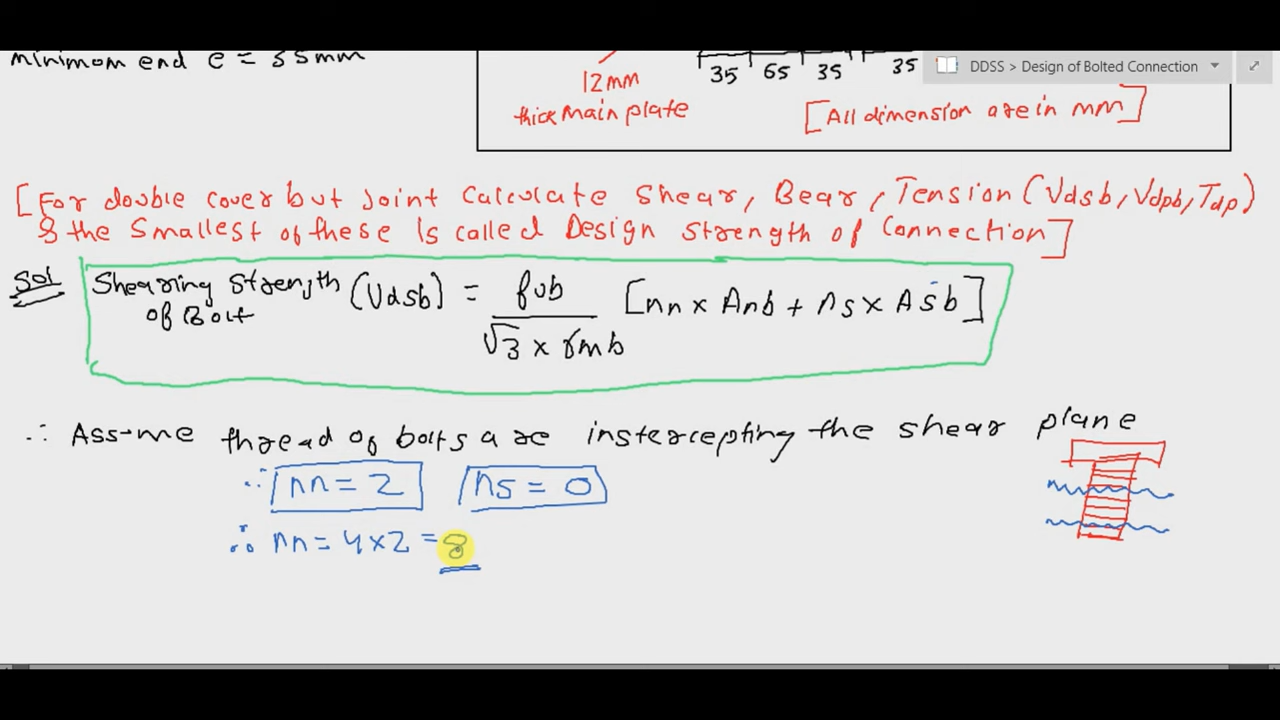 minimom end e = 35mm
12mm
thick main plate
35 65 35 35
[All dimension are in mm]
DDSS > Design of Bolted Connection
[For double cover but Joint Calculate Shear, Bear, Tension (Vdsb, Vdpb, Tdp)
& the Smallest of these Is called Design Strength of Connection]
Sol
Shearing Strength (Vdsb) = fub / √3 × γmb [nn × Anb + ns × Asb]
of Bolt
∴ Assume thread of bolts are instercepting the shear plane
∴ nn = 2 ns = 0
∴ nn = 4×2 = 8